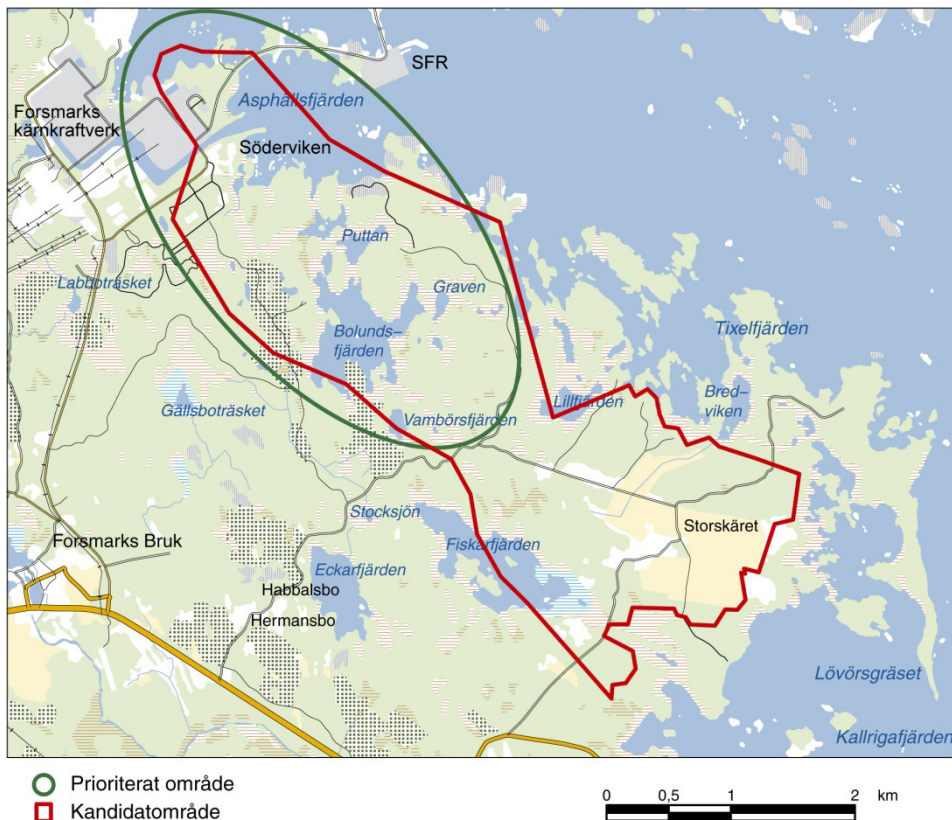 SFR
Asphällsfjärden
Forsmarks
kärnkraftverk
Söderviken
Puttan
Labboträsket
Graven
Bolunds-
fjärden
Tixelfjärden
Gällsboträsket
Vambörsfjärden
Lillfjärden
Bred-
viken
Stocksjön
Storskäret
Forsmarks Bruk
Fiskarfjärden
Eckarfjärden
Habbalsbo
Hermansbo
Lövörsgräset
Kallrigafjärden
Prioriterat område
Kandidatområde
0 0,5 1 2 km